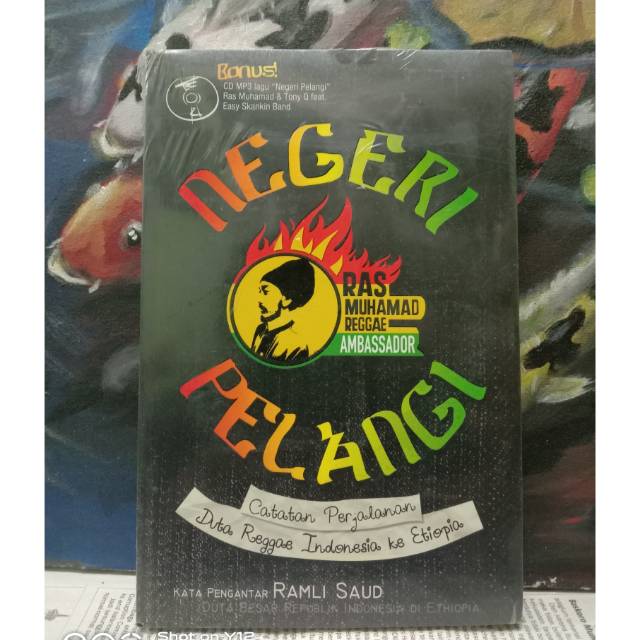 Bonus!
CD MP3 lagu "Negeri Pelangi"
Ras Muhamad & Tony Q feat.
Easy Skankin Band
NEGERI
RAS
MUHAMAD
REGGAE
AMBASSADOR
PELANGI
Catatan Perjalanan
Duta Reggae Indonesia ke Etiopia
KATA PENGANTAR RAMLI SAUD
DUTA BESAR REPUBLIK INDONESIA DI ETHIOPIA
Shot on Y12